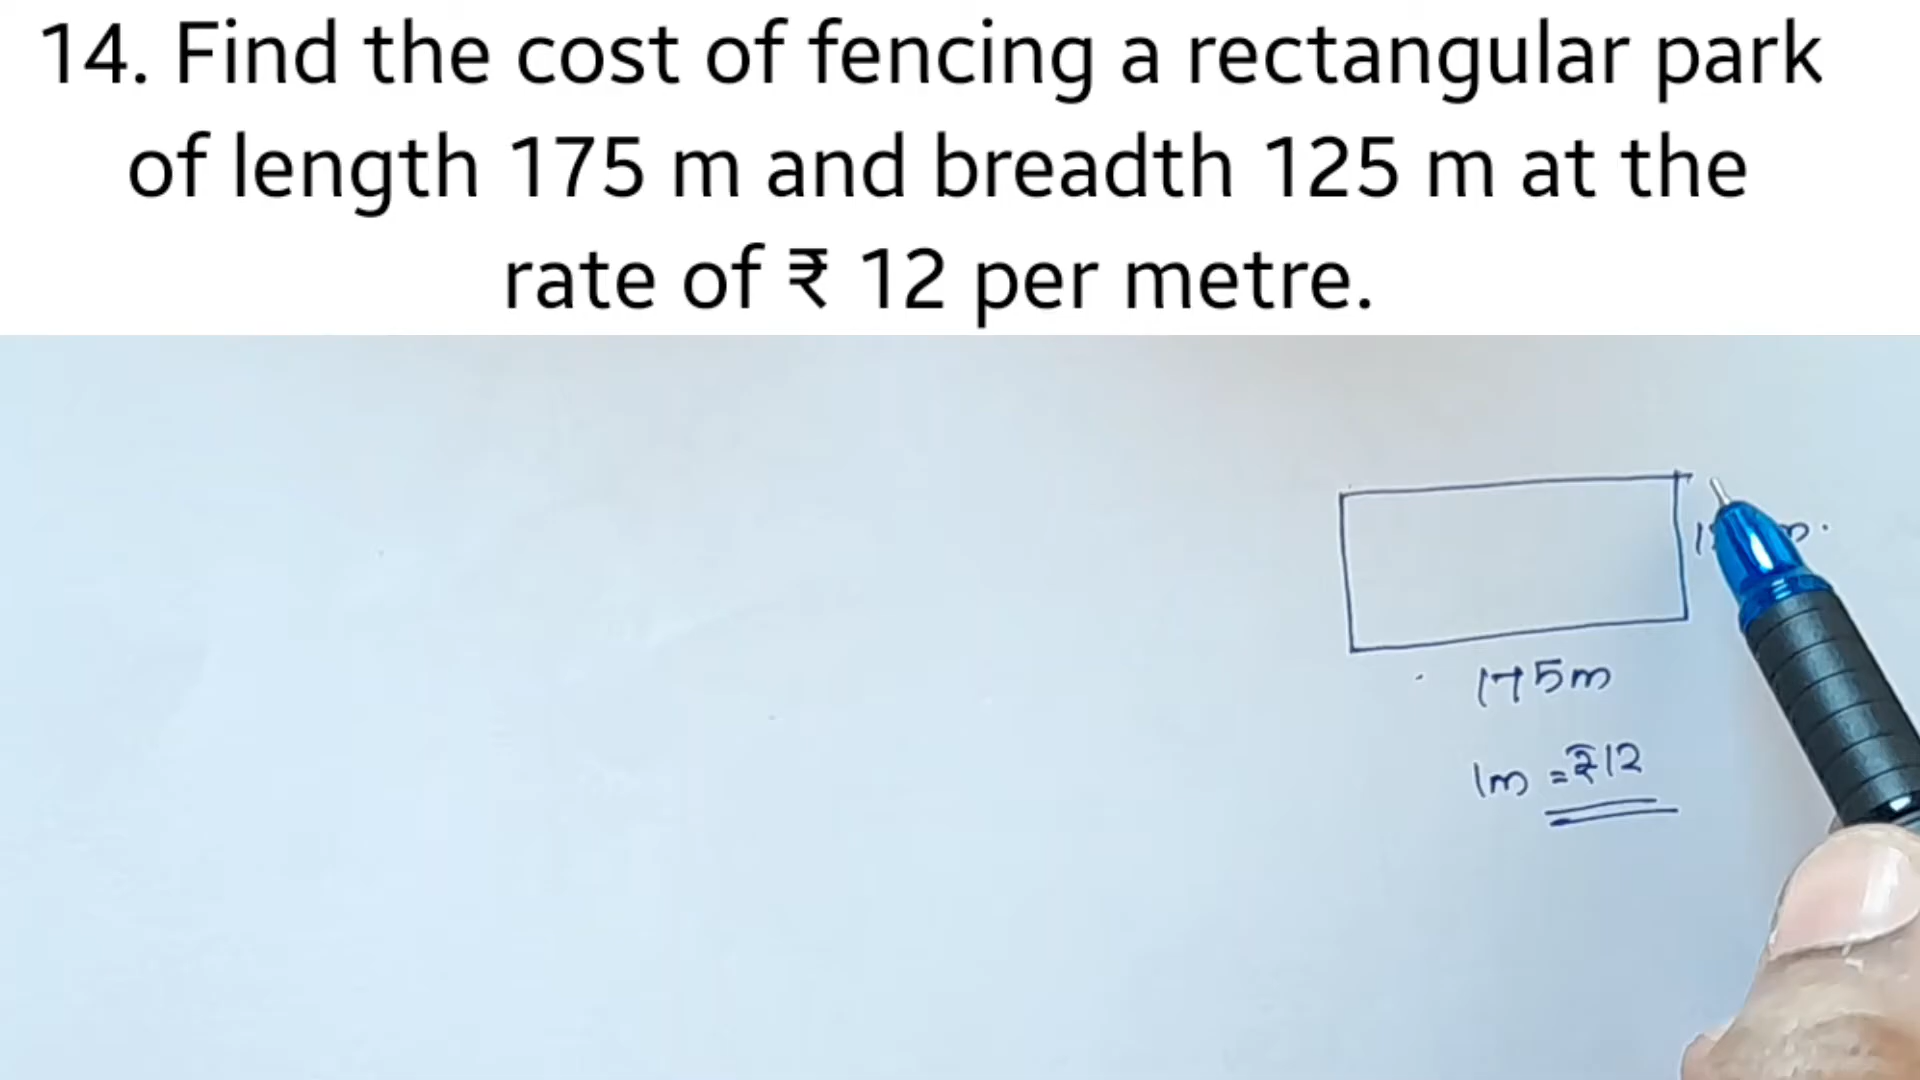 14. Find the cost of fencing a rectangular park
of length 175 m and breadth 125 m at the
rate of ₹ 12 per metre.
175m
1m = ₹12